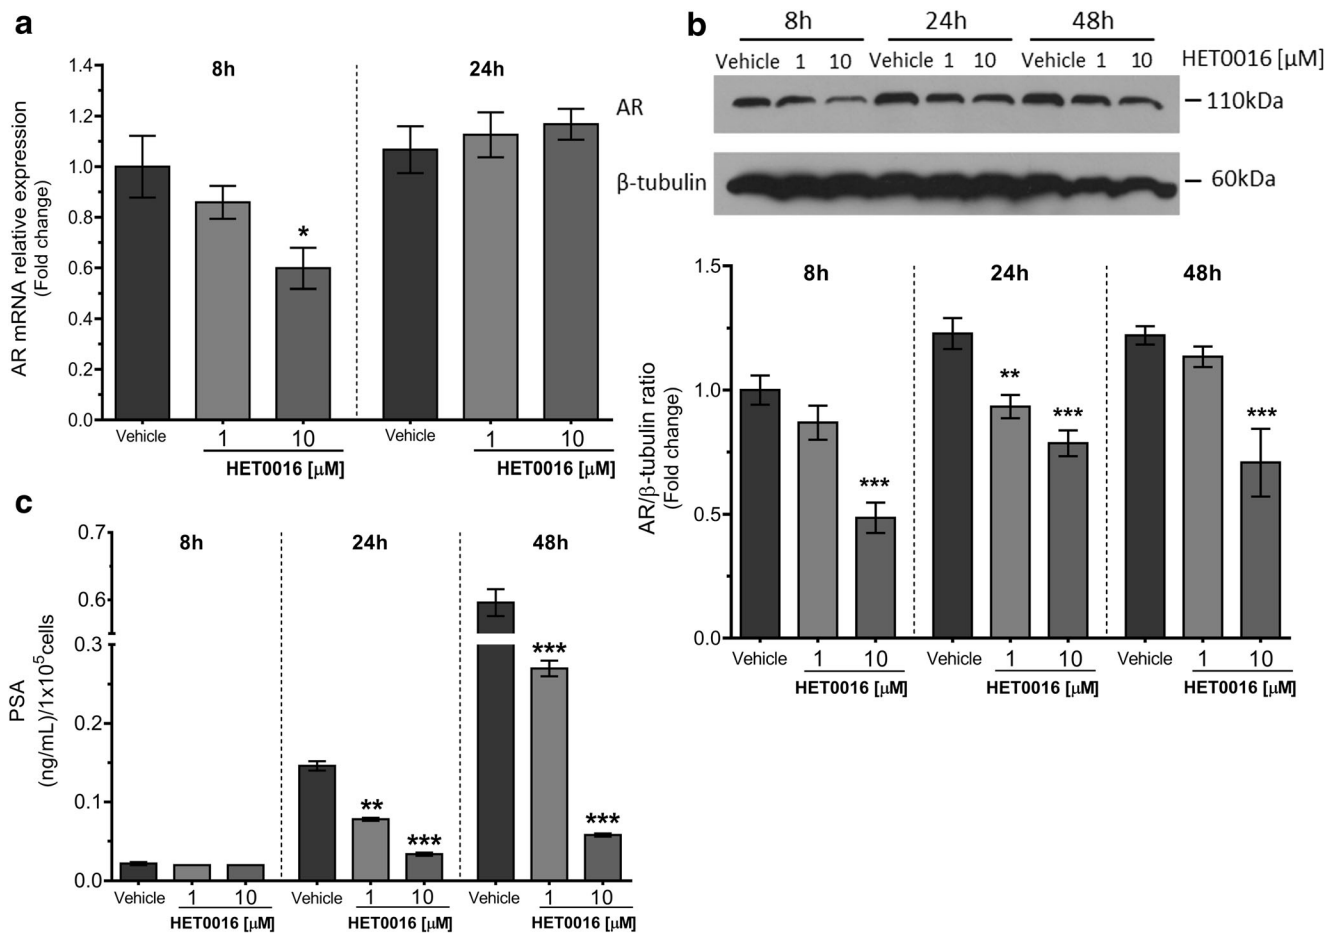 a
8h
24h
1.4
1.2
1.0
0.8
0.6
0.4
0.2
0.0
AR mRNA relative expression
(Fold change)
*
Vehicle
1
10
Vehicle
1
10
HET0016 [µM]
HET0016 [µM]
b
8h
24h
48h
Vehicle 1 10 Vehicle 1 10 Vehicle 1 10 HET0016 [µM]
AR
110kDa
β-tubulin
60kDa
8h
24h
48h
1.5
1.0
0.5
0.0
AR/β-tubulin ratio
(Fold change)
***
**
***
***
Vehicle
1
10
Vehicle
1
10
Vehicle
1
10
HET0016 [µM]
HET0016 [µM]
HET0016 [µM]
c
8h
24h
48h
0.7
0.6
0.3
0.2
0.1
0.0
PSA
(ng/mL)/1x10⁵cells
**
***
***
***
Vehicle
1
10
Vehicle
1
10
Vehicle
1
10
HET0016 [µM]
HET0016 [µM]
HET0016 [µM]